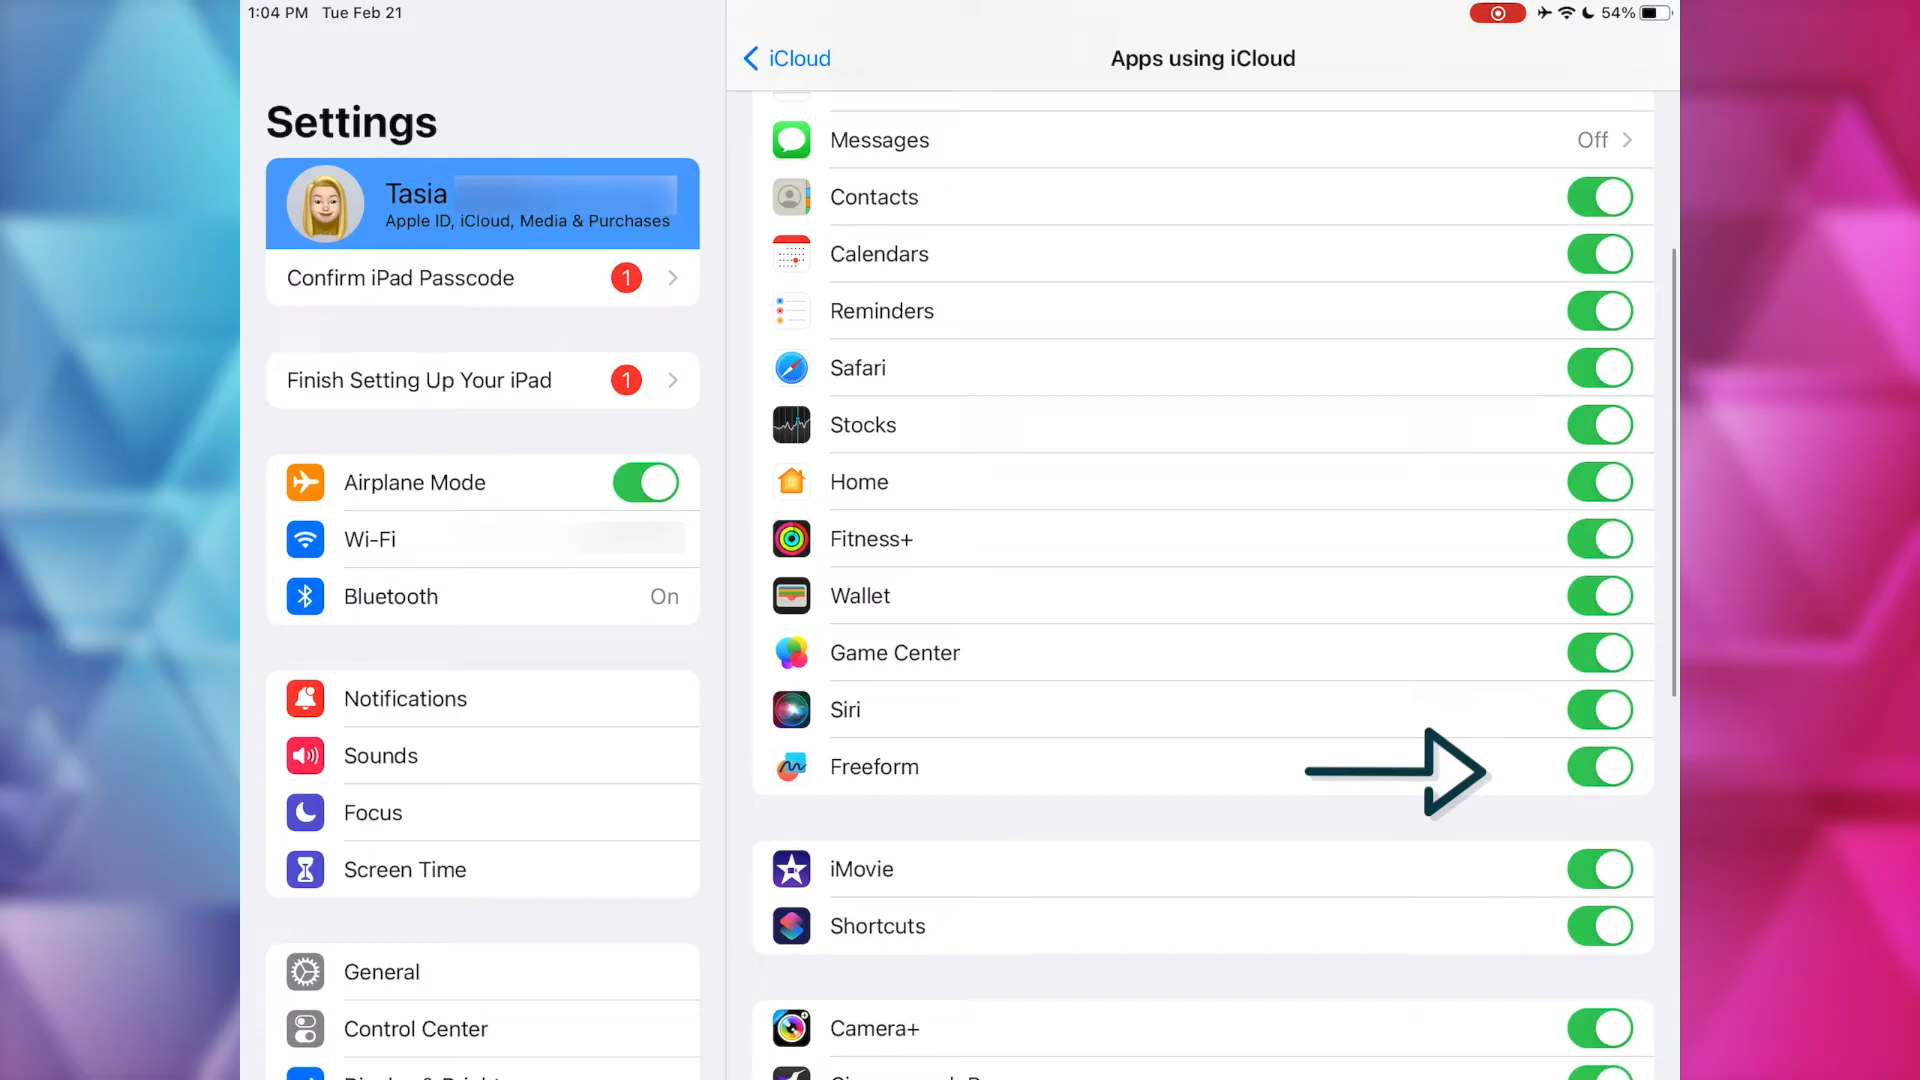 1:04 PM Tue Feb 21
54%
Settings
Tasia
Apple ID, iCloud, Media & Purchases
Confirm iPad Passcode 1
Finish Setting Up Your iPad 1
Airplane Mode
Wi-Fi
Bluetooth On
Notifications
Sounds
Focus
Screen Time
General
Control Center
iCloud
Apps using iCloud
Messages Off
Contacts
Calendars
Reminders
Safari
Stocks
Home
Fitness+
Wallet
Game Center
Siri
Freeform
iMovie
Shortcuts
Camera+